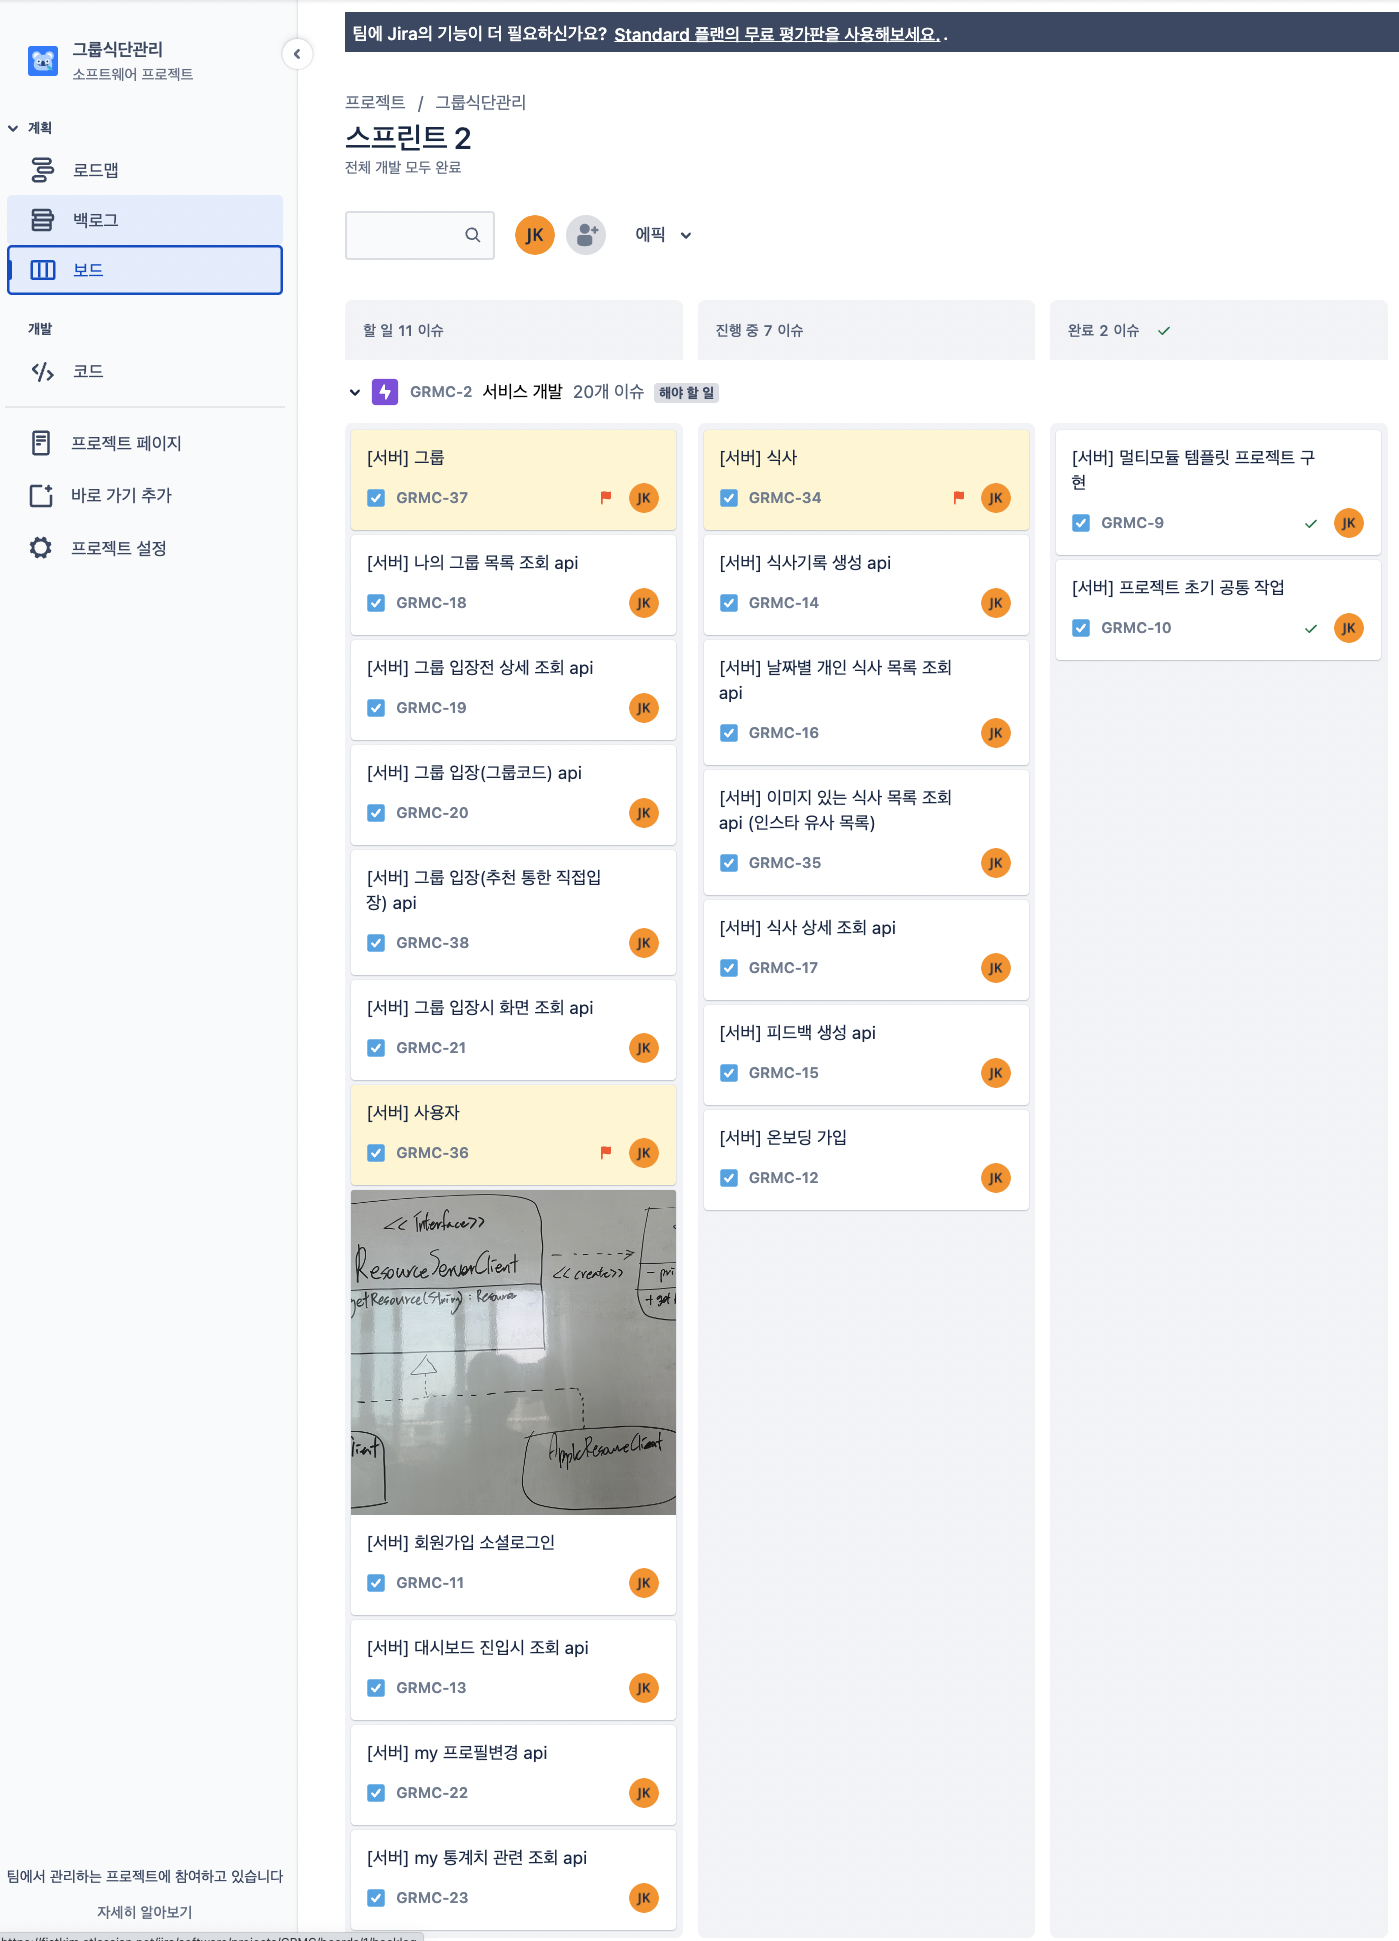 그룹식단관리
소프트웨어 프로젝트
계획
로드맵
백로그
보드
개발
코드
프로젝트 페이지
바로 가기 추가
프로젝트 설정
팀에서 관리하는 프로젝트에 참여하고 있습니다
자세히 알아보기
팀에 Jira의 기능이 더 필요하신가요? Standard 플랜의 무료 평가판을 사용해보세요. .
프로젝트 / 그룹식단관리
스프린트 2
전체 개발 모두 완료
JK
에픽
할 일 11 이슈
진행 중 7 이슈
완료 2 이슈
GRMC-2 서비스 개발 20개 이슈 해야 할 일
[서버] 그룹
GRMC-37 JK
[서버] 나의 그룹 목록 조회 api
GRMC-18 JK
[서버] 그룹 입장전 상세 조회 api
GRMC-19 JK
[서버] 그룹 입장(그룹코드) api
GRMC-20 JK
[서버] 그룹 입장(추천 통한 직접입
장) api
GRMC-38 JK
[서버] 그룹 입장시 화면 조회 api
GRMC-21 JK
[서버] 사용자
GRMC-36 JK
<<Interface>>
ResourceServerClient
<<create>>
getResource(String) : Resource
- pri
+ get
lient
AppleResourceClient
[서버] 회원가입 소셜로그인
GRMC-11 JK
[서버] 대시보드 진입시 조회 api
GRMC-13 JK
[서버] my 프로필변경 api
GRMC-22 JK
[서버] my 통계치 관련 조회 api
GRMC-23 JK
[서버] 식사
GRMC-34 JK
[서버] 식사기록 생성 api
GRMC-14 JK
[서버] 날짜별 개인 식사 목록 조회
api
GRMC-16 JK
[서버] 이미지 있는 식사 목록 조회
api (인스타 유사 목록)
GRMC-35 JK
[서버] 식사 상세 조회 api
GRMC-17 JK
[서버] 피드백 생성 api
GRMC-15 JK
[서버] 온보딩 가입
GRMC-12 JK
[서버] 멀티모듈 템플릿 프로젝트 구
현
GRMC-9 JK
[서버] 프로젝트 초기 공통 작업
GRMC-10 JK